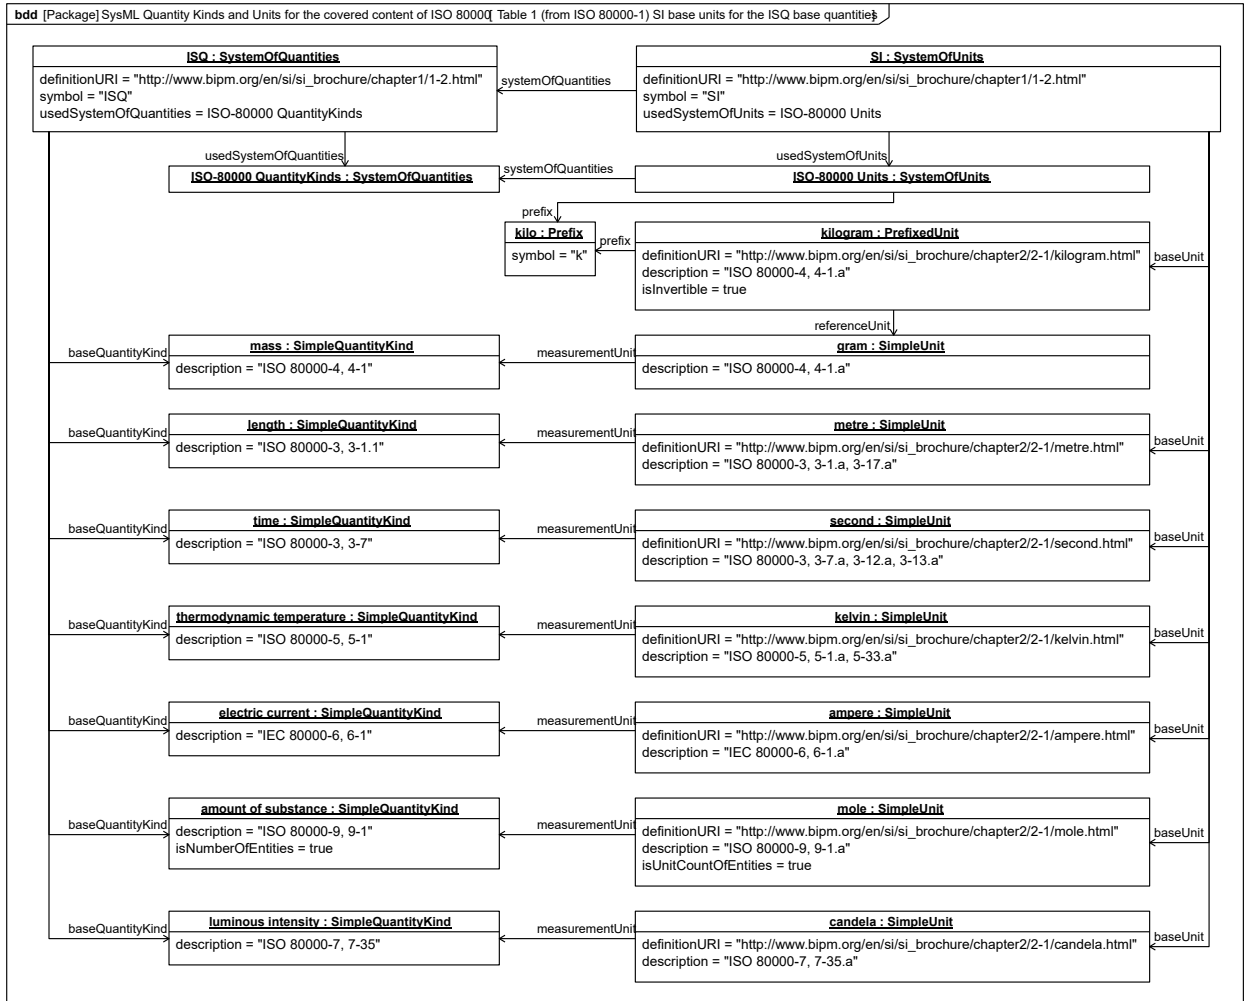 bdd [Package] SysML Quantity Kinds and Units for the covered content of ISO 80000[ Table 1 (from ISO 80000-1) SI base units for the ISQ base quantities]
ISQ : SystemOfQuantities
definitionURI = "http://www.bipm.org/en/si/si_brochure/chapter1/1-2.html"
symbol = "ISQ"
usedSystemOfQuantities = ISO-80000 QuantityKinds
systemOfQuantities
SI : SystemOfUnits
definitionURI = "http://www.bipm.org/en/si/si_brochure/chapter1/1-2.html"
symbol = "SI"
usedSystemOfUnits = ISO-80000 Units
usedSystemOfQuantities
usedSystemOfUnits
ISO-80000 QuantityKinds : SystemOfQuantities
systemOfQuantities
ISO-80000 Units : SystemOfUnits
prefix
kilo : Prefix
symbol = "k"
prefix
kilogram : PrefixedUnit
definitionURI = "http://www.bipm.org/en/si/si_brochure/chapter2/2-1/kilogram.html"
description = "ISO 80000-4, 4-1.a"
isInvertible = true
baseUnit
referenceUnit
baseQuantityKind
mass : SimpleQuantityKind
description = "ISO 80000-4, 4-1"
measurementUnit
gram : SimpleUnit
description = "ISO 80000-4, 4-1.a"
baseQuantityKind
length : SimpleQuantityKind
description = "ISO 80000-3, 3-1.1"
measurementUnit
metre : SimpleUnit
definitionURI = "http://www.bipm.org/en/si/si_brochure/chapter2/2-1/metre.html"
description = "ISO 80000-3, 3-1.a, 3-17.a"
baseUnit
baseQuantityKind
time : SimpleQuantityKind
description = "ISO 80000-3, 3-7"
measurementUnit
second : SimpleUnit
definitionURI = "http://www.bipm.org/en/si/si_brochure/chapter2/2-1/second.html"
description = "ISO 80000-3, 3-7.a, 3-12.a, 3-13.a"
baseUnit
baseQuantityKind
thermodynamic temperature : SimpleQuantityKind
description = "ISO 80000-5, 5-1"
measurementUnit
kelvin : SimpleUnit
definitionURI = "http://www.bipm.org/en/si/si_brochure/chapter2/2-1/kelvin.html"
description = "ISO 80000-5, 5-1.a, 5-33.a"
baseUnit
baseQuantityKind
electric current : SimpleQuantityKind
description = "IEC 80000-6, 6-1"
measurementUnit
ampere : SimpleUnit
definitionURI = "http://www.bipm.org/en/si/si_brochure/chapter2/2-1/ampere.html"
description = "IEC 80000-6, 6-1.a"
baseUnit
baseQuantityKind
amount of substance : SimpleQuantityKind
description = "ISO 80000-9, 9-1"
isNumberOfEntities = true
measurementUnit
mole : SimpleUnit
definitionURI = "http://www.bipm.org/en/si/si_brochure/chapter2/2-1/mole.html"
description = "ISO 80000-9, 9-1.a"
isUnitCountOfEntities = true
baseUnit
baseQuantityKind
luminous intensity : SimpleQuantityKind
description = "ISO 80000-7, 7-35"
measurementUnit
candela : SimpleUnit
definitionURI = "http://www.bipm.org/en/si/si_brochure/chapter2/2-1/candela.html"
description = "ISO 80000-7, 7-35.a"
baseUnit